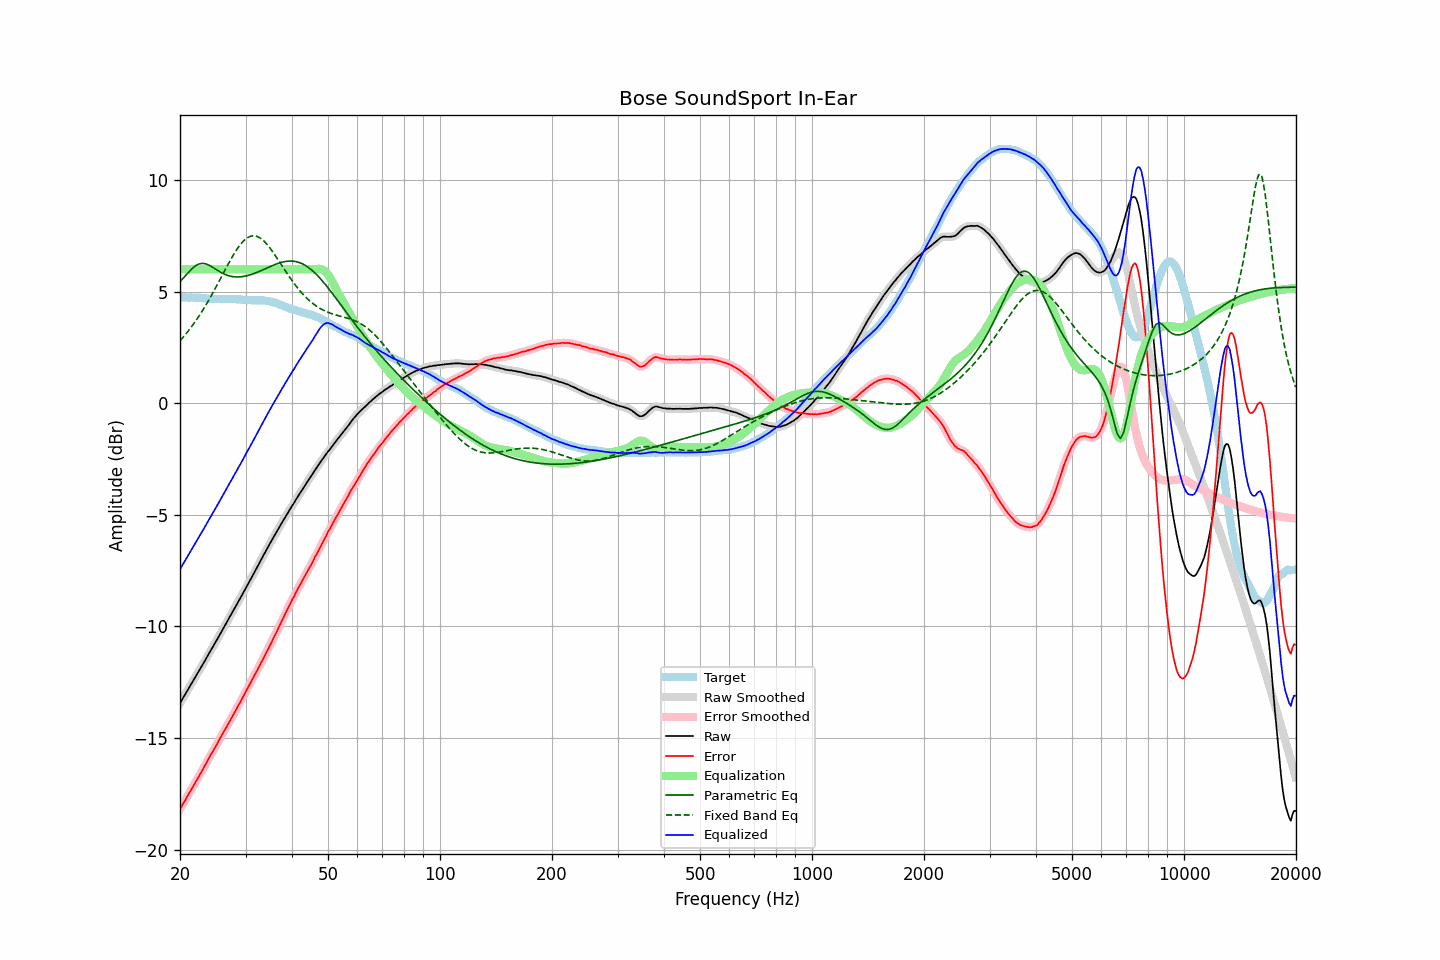 Bose SoundSport In-Ear
Amplitude (dBr)
10
5
0
−5
−10
−15
−20
Target
Raw Smoothed
Error Smoothed
Raw
Error
Equalization
Parametric Eq
Fixed Band Eq
Equalized
20 50 100 200 500 1000 2000 5000 10000 20000
Frequency (Hz)